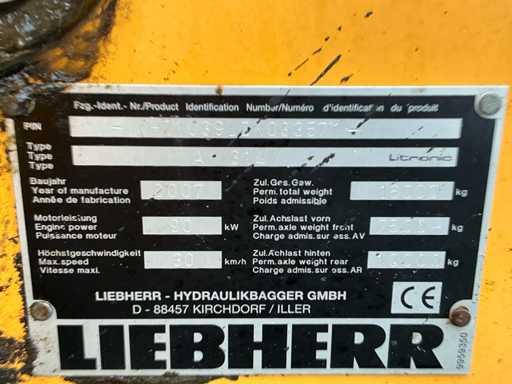 Fzg.-Ident.- Nr./Product Identification Number/Numéro d'identification du produit
PIN
Type
Type
Type
Litronic
Baujahr
Year of manufacture
Année de fabrication
2007
Zul.Ges.Gew.
Perm.total weight
Poids admissible
kg
Motorleistung
Engine power
Puissance moteur
90 kW
Zul.Achslast vorn
Perm.axle weight front
Charge admis.sur ess.AV
kg
Höchstgeschwindigkeit
Max.speed
Vitesse maxi.
30 km/h
Zul.Achslast hinten
Perm.axle weight rear
Charge admis.sur ess.AR
kg
LIEBHERR - HYDRAULIKBAGGER GMBH
D - 88457 KIRCHDORF / ILLER
CE
LIEBHERR
9959350